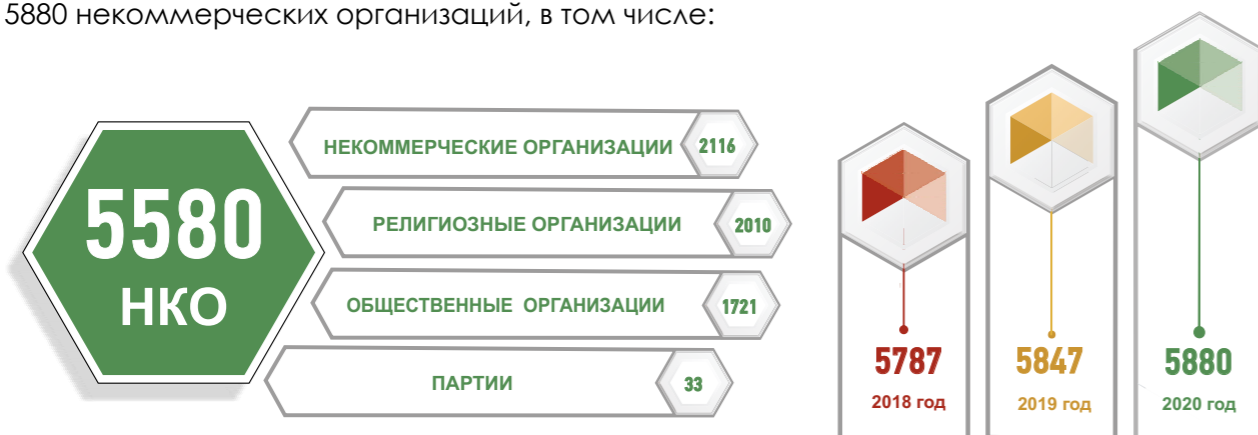 5880 некоммерческих организаций, в том числе:
5580
НКО
НЕКОММЕРЧЕСКИЕ ОРГАНИЗАЦИИ 2116
РЕЛИГИОЗНЫЕ ОРГАНИЗАЦИИ 2010
ОБЩЕСТВЕННЫЕ ОРГАНИЗАЦИИ 1721
ПАРТИИ 33
5787
2018 год
5847
2019 год
5880
2020 год